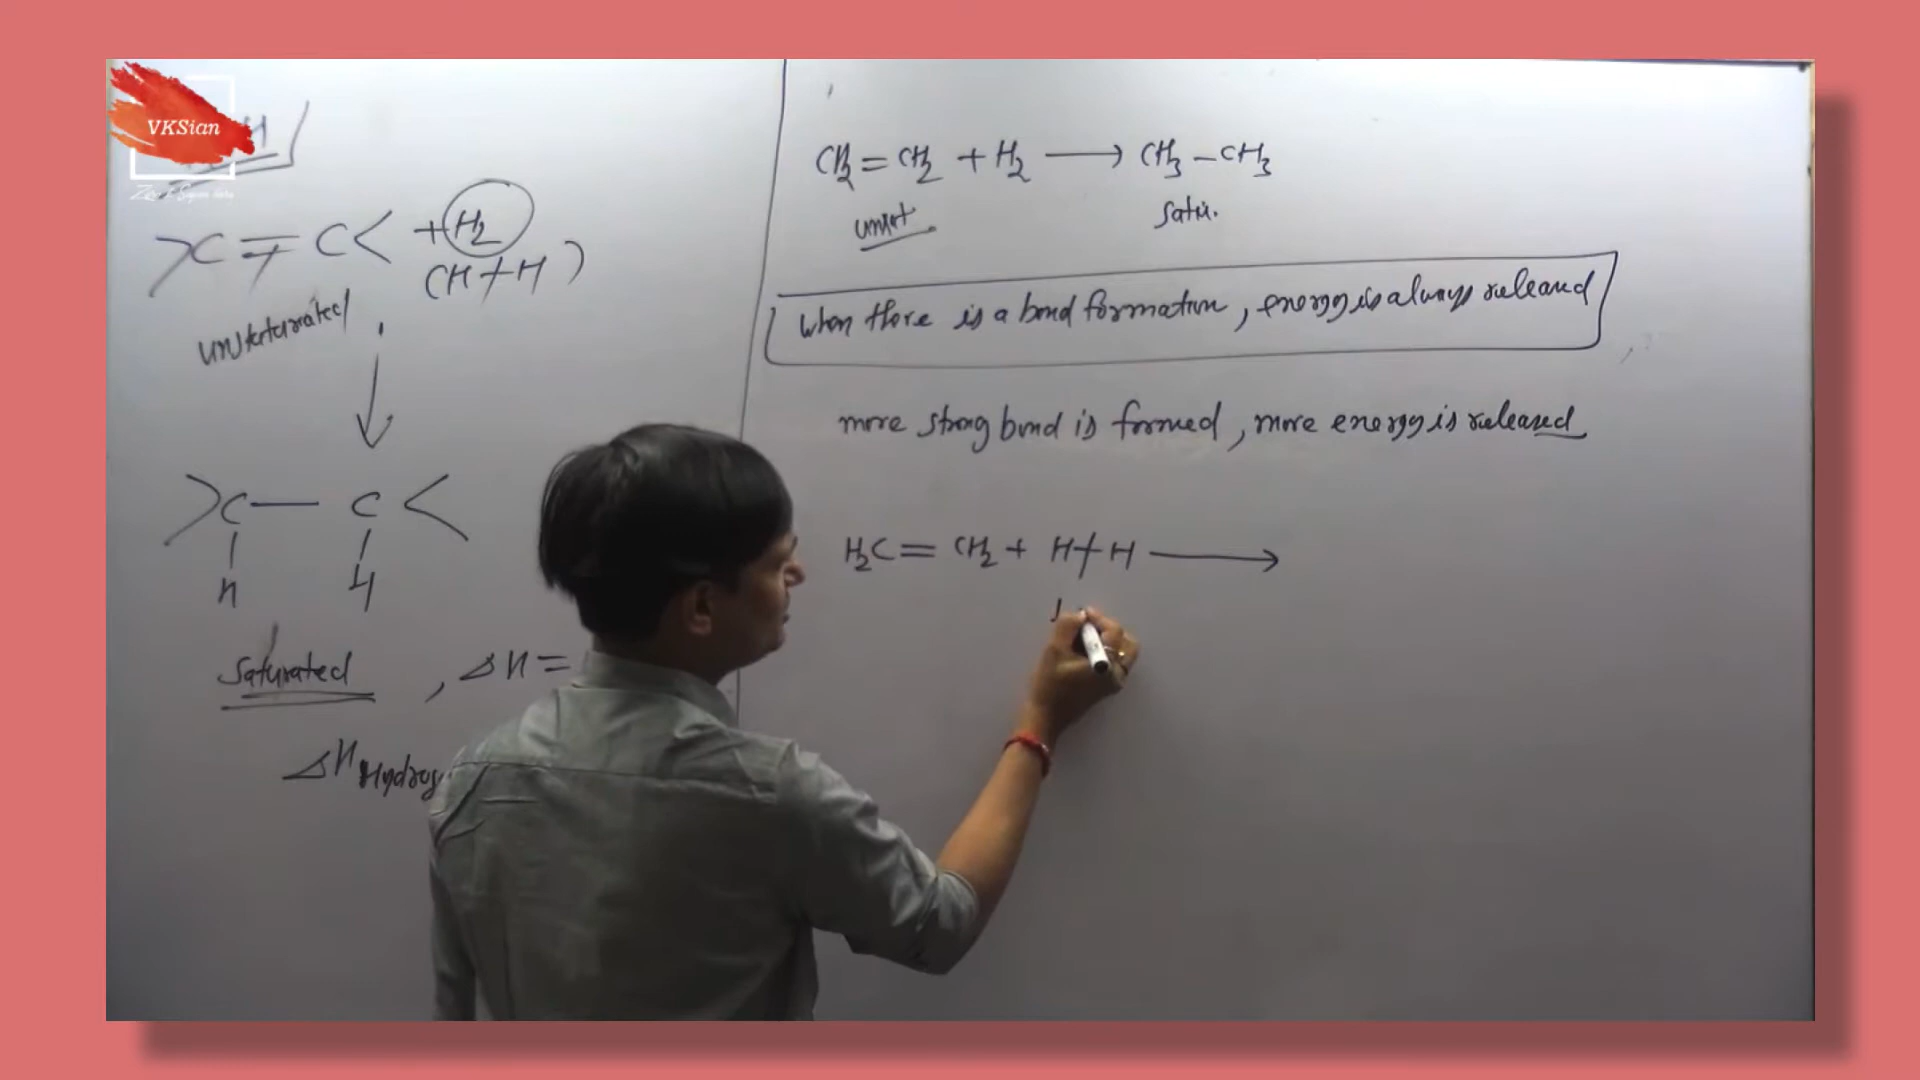 VKSian
H
>C=C< + H2
(H+H)
unsaturated
>C—C<
H H
Saturated , ΔH=
ΔH Hydrog
CH2=CH2 + H2 ⟶ CH3–CH3
unsat
Satu.
When there is a bond formation, energy is always released
more strong bond is formed, more energy is released
H2C=CH2 + H+H ⟶